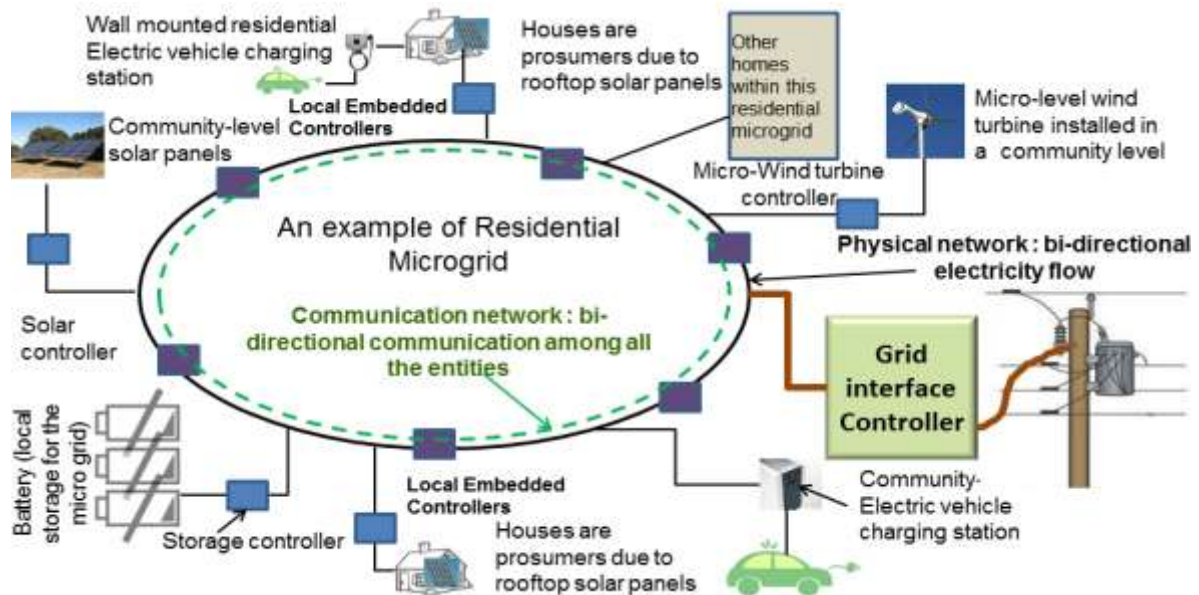 Wall mounted residential
Electric vehicle charging
station
Houses are
prosumers due to
rooftop solar panels
Other
homes
within this
residential
microgrid
Micro-level wind
turbine installed in
a community level
Local Embedded
Controllers
Community-level
solar panels
Micro-Wind turbine
controller
An example of Residential
Microgrid
Physical network : bi-directional
electricity flow
Communication network : bi-
directional communication among all
the entities
Solar
controller
Grid
interface
Controller
Battery (local
storage for the
micro grid)
Storage controller
Local Embedded
Controllers
Houses are
prosumers due to
rooftop solar panels
Community-
Electric vehicle
charging station